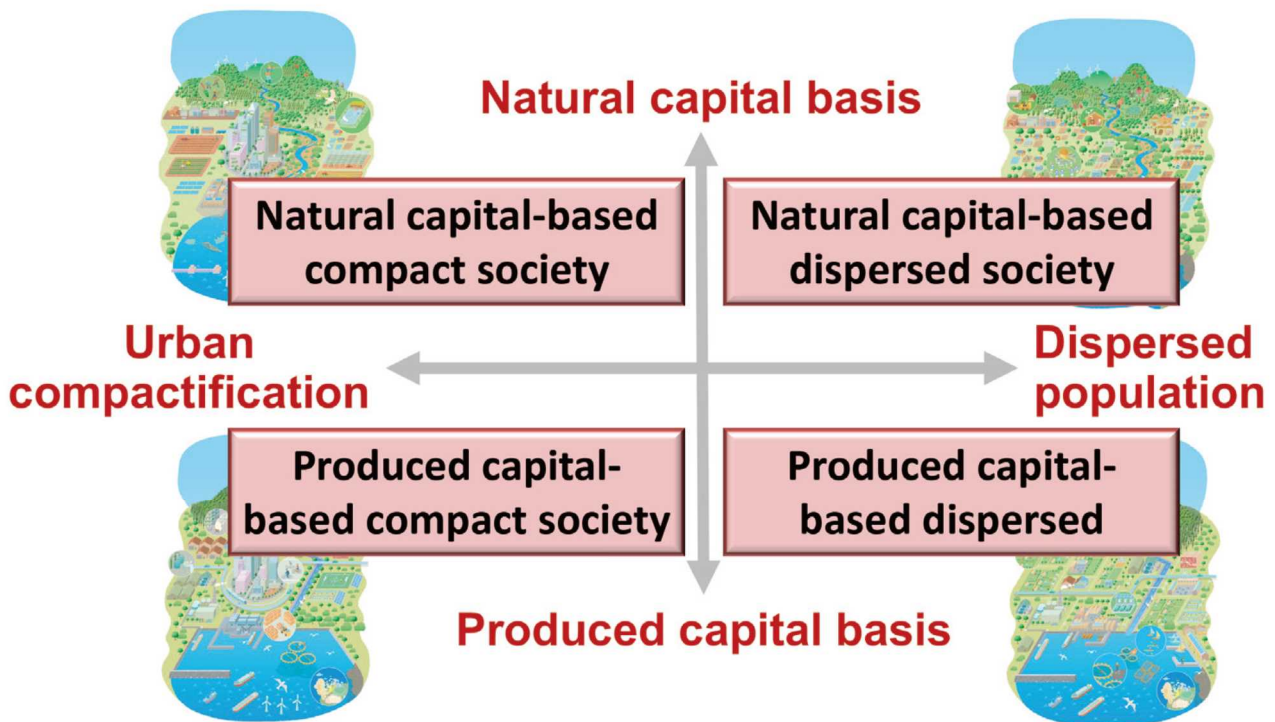 Natural capital basis
Natural capital-based
compact society
Natural capital-based
dispersed society
Urban
compactification
Dispersed
population
Produced capital-
based compact society
Produced capital-
based dispersed
Produced capital basis